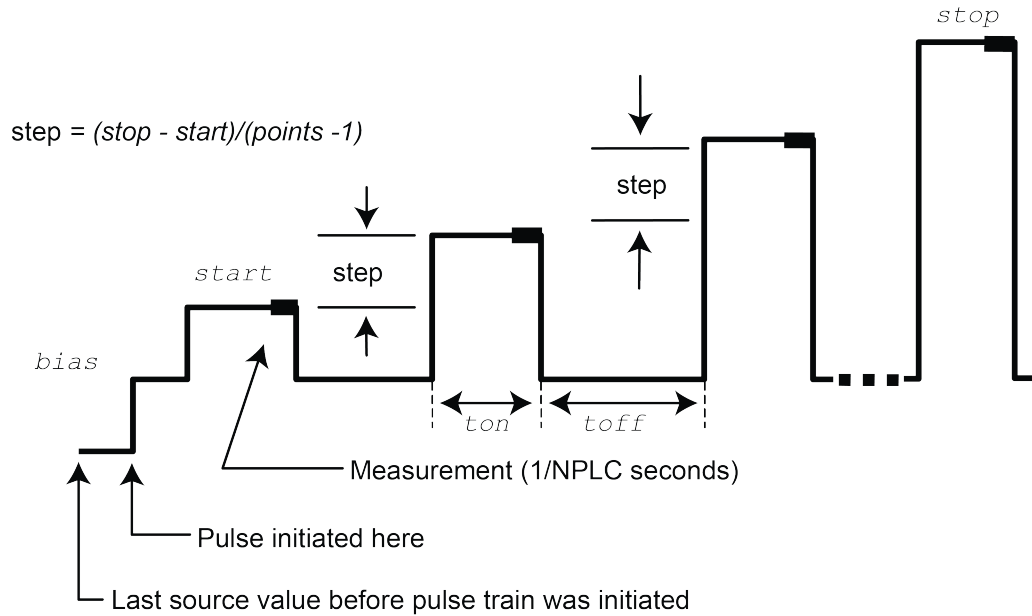 stop
step = (stop - start)/(points -1)
step
step
start
bias
ton
toff
Measurement (1/NPLC seconds)
Pulse initiated here
Last source value before pulse train was initiated